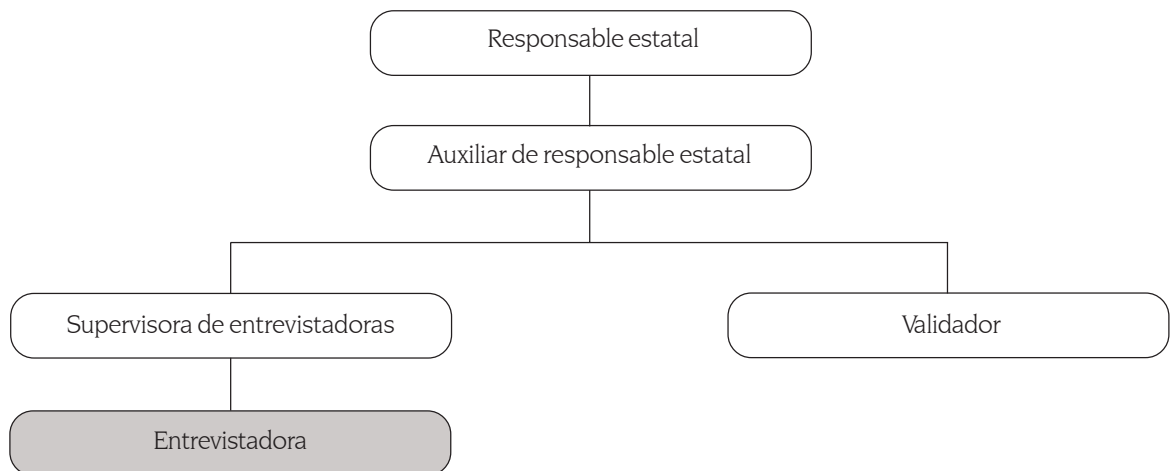 Responsable estatal
Auxiliar de responsable estatal
Supervisora de entrevistadoras
Validador
Entrevistadora